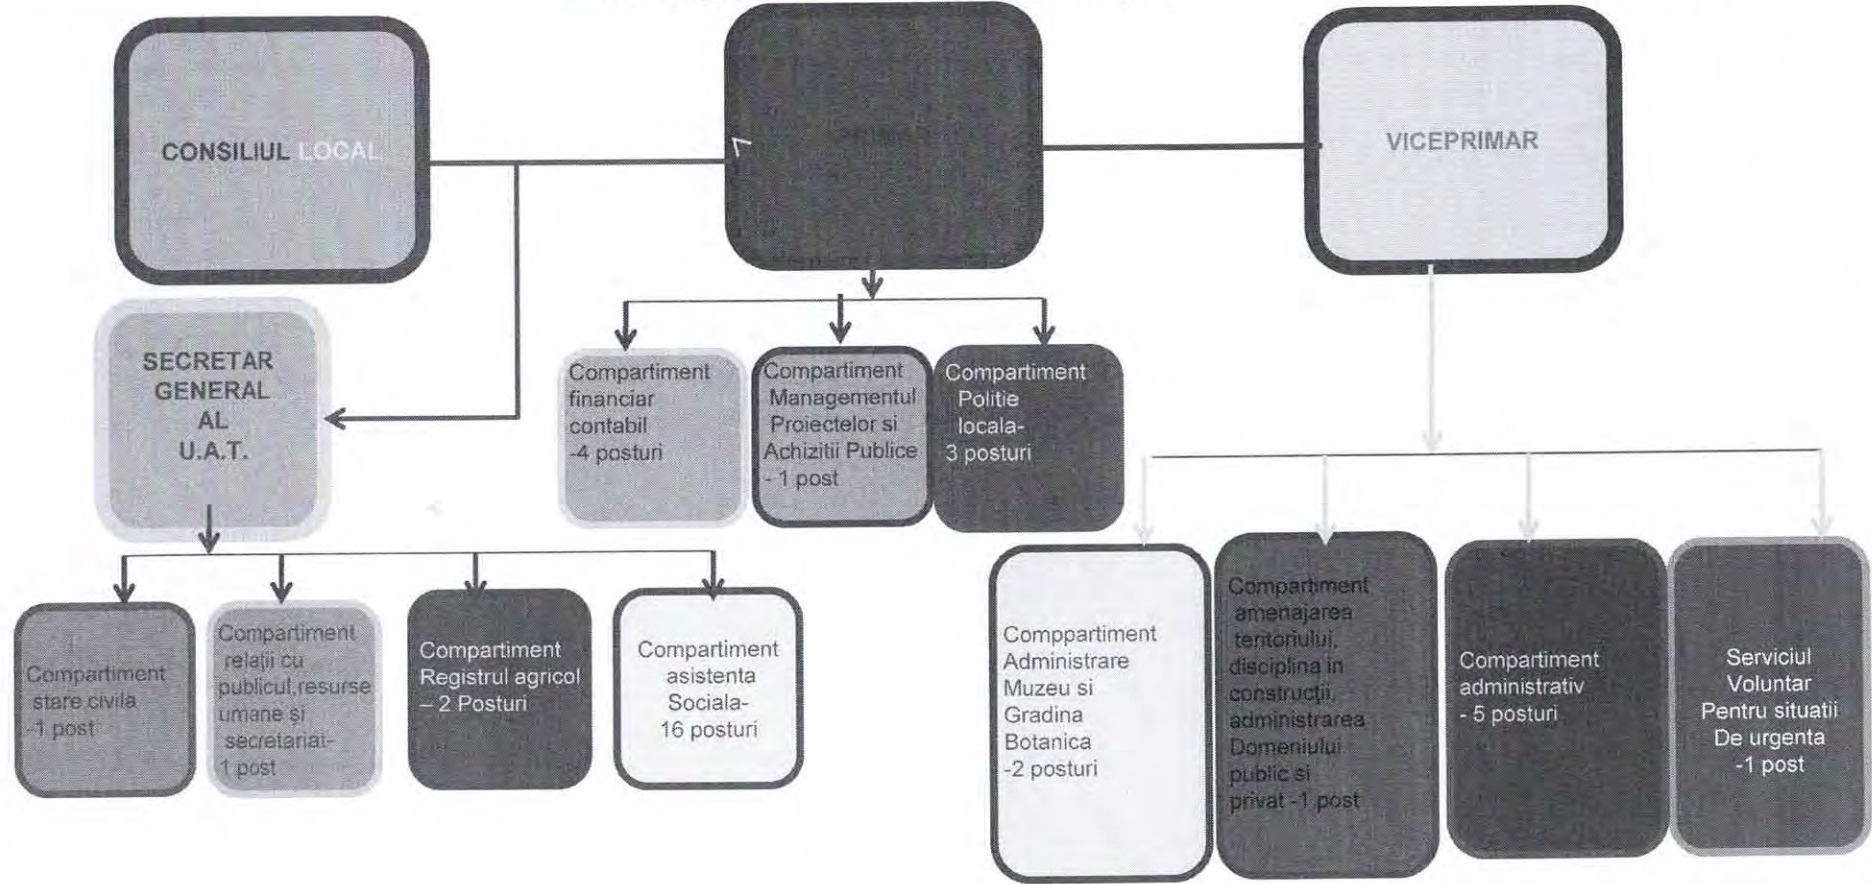 CONSILIUL LOCAL
VICEPRIMAR
SECRETAR
GENERAL
AL
U.A.T.
Compartiment
financiar
contabil
-4 posturi
Compartiment
Managementul
Proiectelor si
Achizitii Publice
- 1 post
Compartiment
Politie
locala-
3 posturi
Compartiment
stare civila
-1 post
Compartiment
relații cu
publicul,resurse
umane și
secretariat-
1 post
Compartiment
Registrul agricol
– 2 Posturi
Compartiment
asistenta
Sociala-
16 posturi
Comppartiment
Administrare
Muzeu si
Gradina
Botanica
-2 posturi
Compartiment
amenajarea
teritoriului,
disciplina in
construcții,
administrarea
Domeniului
public si
privat -1 post
Compartiment
administrativ
- 5 posturi
Serviciul
Voluntar
Pentru situatii
De urgenta
-1 post